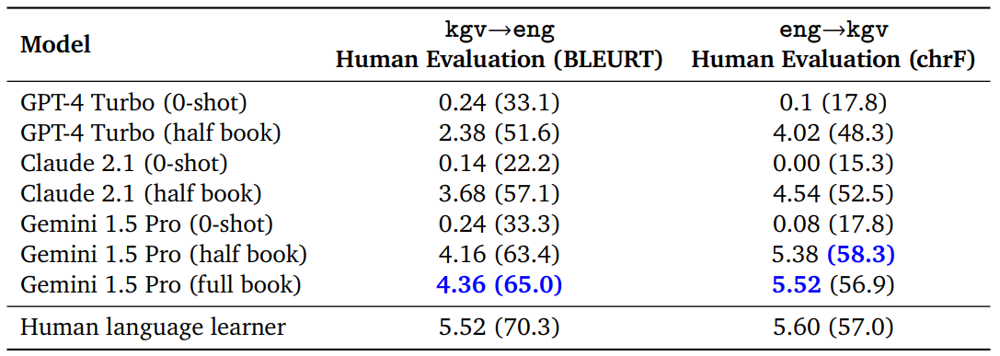 Model kgv→eng eng→kgv
Human Evaluation (BLEURT) Human Evaluation (chrF)
GPT-4 Turbo (0-shot) 0.24 (33.1) 0.1 (17.8)
GPT-4 Turbo (half book) 2.38 (51.6) 4.02 (48.3)
Claude 2.1 (0-shot) 0.14 (22.2) 0.00 (15.3)
Claude 2.1 (half book) 3.68 (57.1) 4.54 (52.5)
Gemini 1.5 Pro (0-shot) 0.24 (33.3) 0.08 (17.8)
Gemini 1.5 Pro (half book) 4.16 (63.4) 5.38 (58.3)
Gemini 1.5 Pro (full book) 4.36 (65.0) 5.52 (56.9)
Human language learner 5.52 (70.3) 5.60 (57.0)